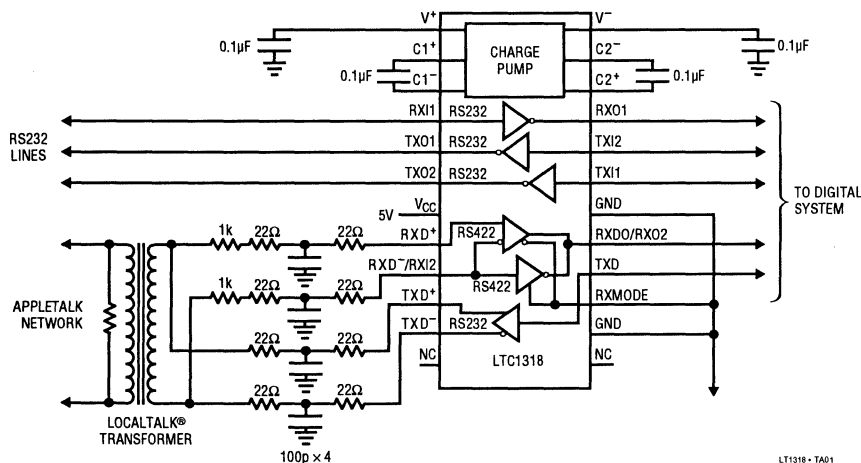 V+
V−
0.1µF
C1+
CHARGE
PUMP
C2−
0.1µF
0.1µF
C1−
C2+
0.1µF
RS232
LINES
RXI1
RS232
RXO1
TXO1
RS232
TXI2
TXO2
RS232
TXI1
TO DIGITAL
SYSTEM
5V
VCC
GND
1k
22Ω
22Ω
RXD+
RS422
RXDO/RXO2
1k
22Ω
22Ω
RXD−/RXI2
RS422
TXD
APPLETALK
NETWORK
TXD+
RXMODE
22Ω
22Ω
TXD−
RS232
GND
22Ω
22Ω
NC
LTC1318
NC
LOCALTALK®
TRANSFORMER
100p × 4
LT1318 • TA01